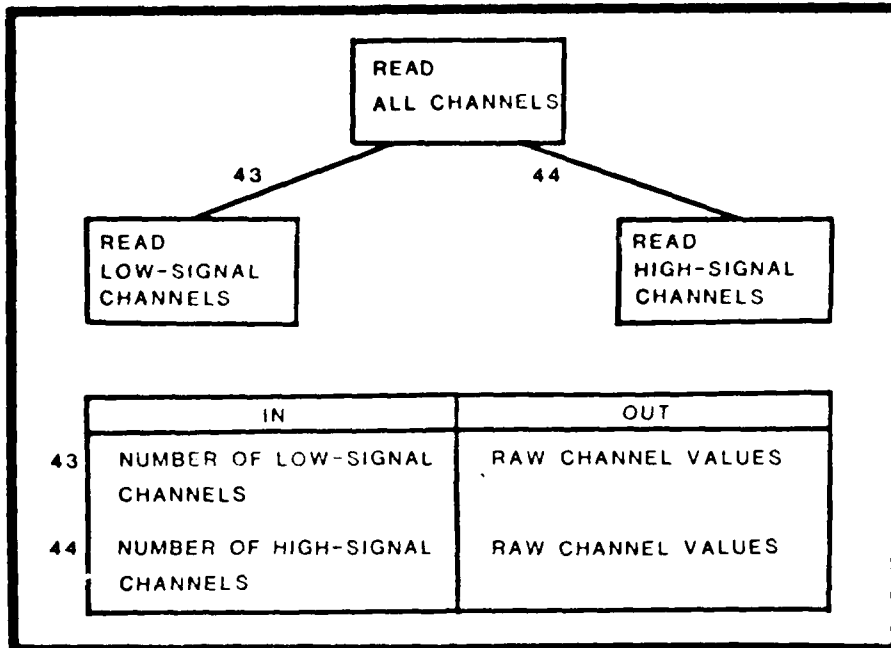 READ
ALL CHANNELS
43
44
READ
LOW-SIGNAL
CHANNELS
READ
HIGH-SIGNAL
CHANNELS
IN
OUT
43
NUMBER OF LOW-SIGNAL
CHANNELS
RAW CHANNEL VALUES
44
NUMBER OF HIGH-SIGNAL
CHANNELS
RAW CHANNEL VALUES